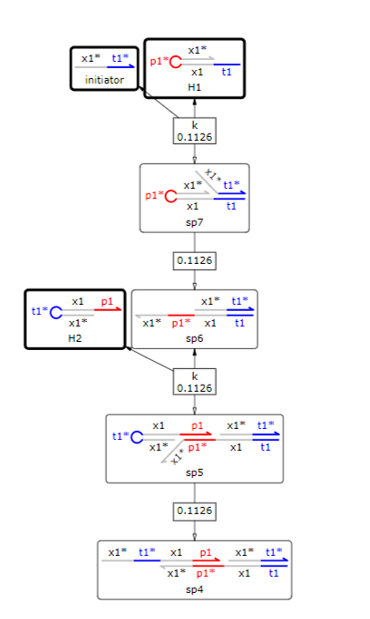 x1* t1*
initiator
x1*
p1*
x1 t1
H1
k
0.1126
x1*
x1* t1*
p1*
x1 t1
sp7
0.1126
x1 p1
t1*
x1*
H2
x1* t1*
x1* p1* x1 t1
sp6
k
0.1126
x1 p1 x1* t1*
t1*
x1* p1* x1 t1
x1*
sp5
0.1126
x1* t1* x1 p1 x1* t1*
x1* p1* x1 t1
sp4